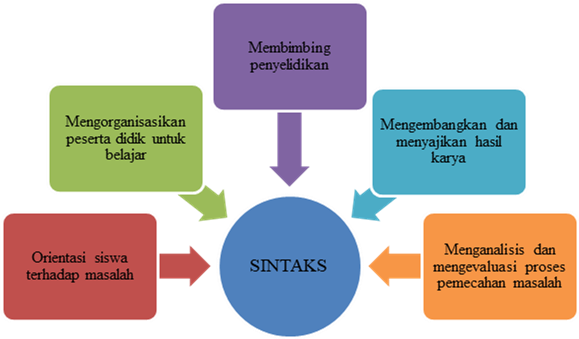 Membimbing
penyelidikan
Mengorganisasikan
peserta didik untuk
belajar
Mengembangkan dan
menyajikan hasil
karya
Orientasi siswa
terhadap masalah
SINTAKS
Menganalisis dan
mengevaluasi proses
pemecahan masalah